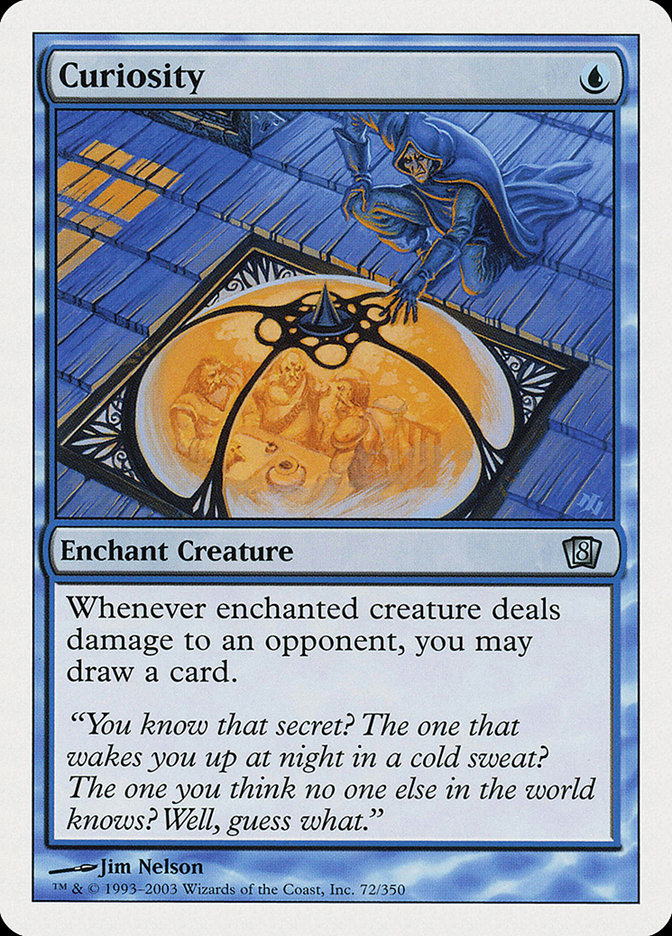 Curiosity
Enchant Creature
8
Whenever enchanted creature deals
damage to an opponent, you may
draw a card.
“You know that secret? The one that
wakes you up at night in a cold sweat?
The one you think no one else in the world
knows? Well, guess what.”
Jim Nelson
™ & © 1993–2003 Wizards of the Coast, Inc. 72/350